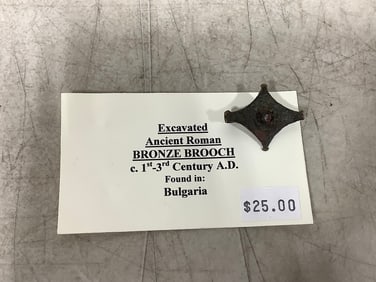 Excavated
Ancient Roman
BRONZE BROOCH
c. 1st-3rd Century A.D.
Found in:
Bulgaria
$25.00